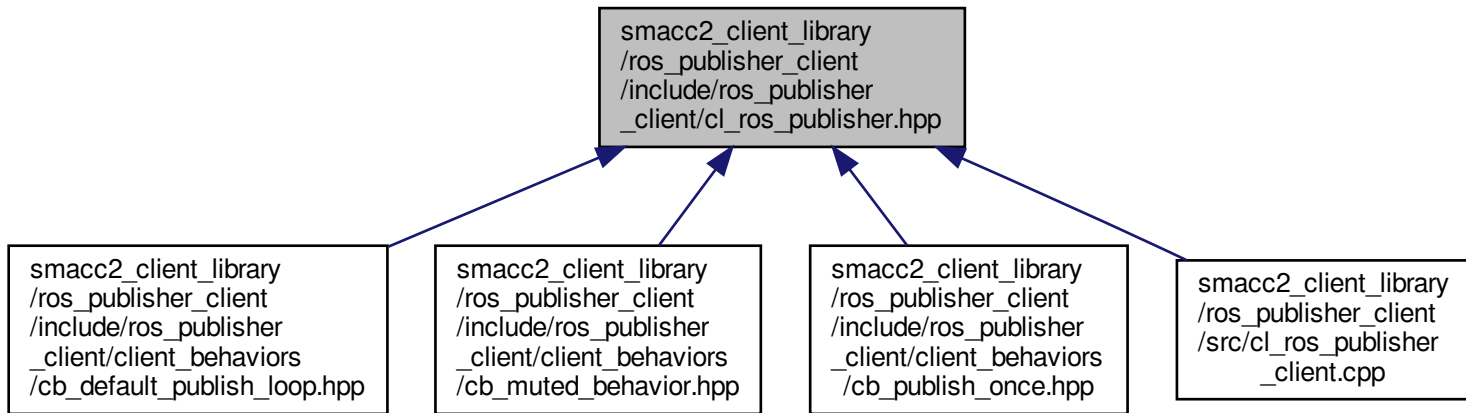 smacc2_client_library
/ros_publisher_client
/include/ros_publisher
_client/cl_ros_publisher.hpp
smacc2_client_library
/ros_publisher_client
/include/ros_publisher
_client/client_behaviors
/cb_default_publish_loop.hpp
smacc2_client_library
/ros_publisher_client
/include/ros_publisher
_client/client_behaviors
/cb_muted_behavior.hpp
smacc2_client_library
/ros_publisher_client
/include/ros_publisher
_client/client_behaviors
/cb_publish_once.hpp
smacc2_client_library
/ros_publisher_client
/src/cl_ros_publisher
_client.cpp